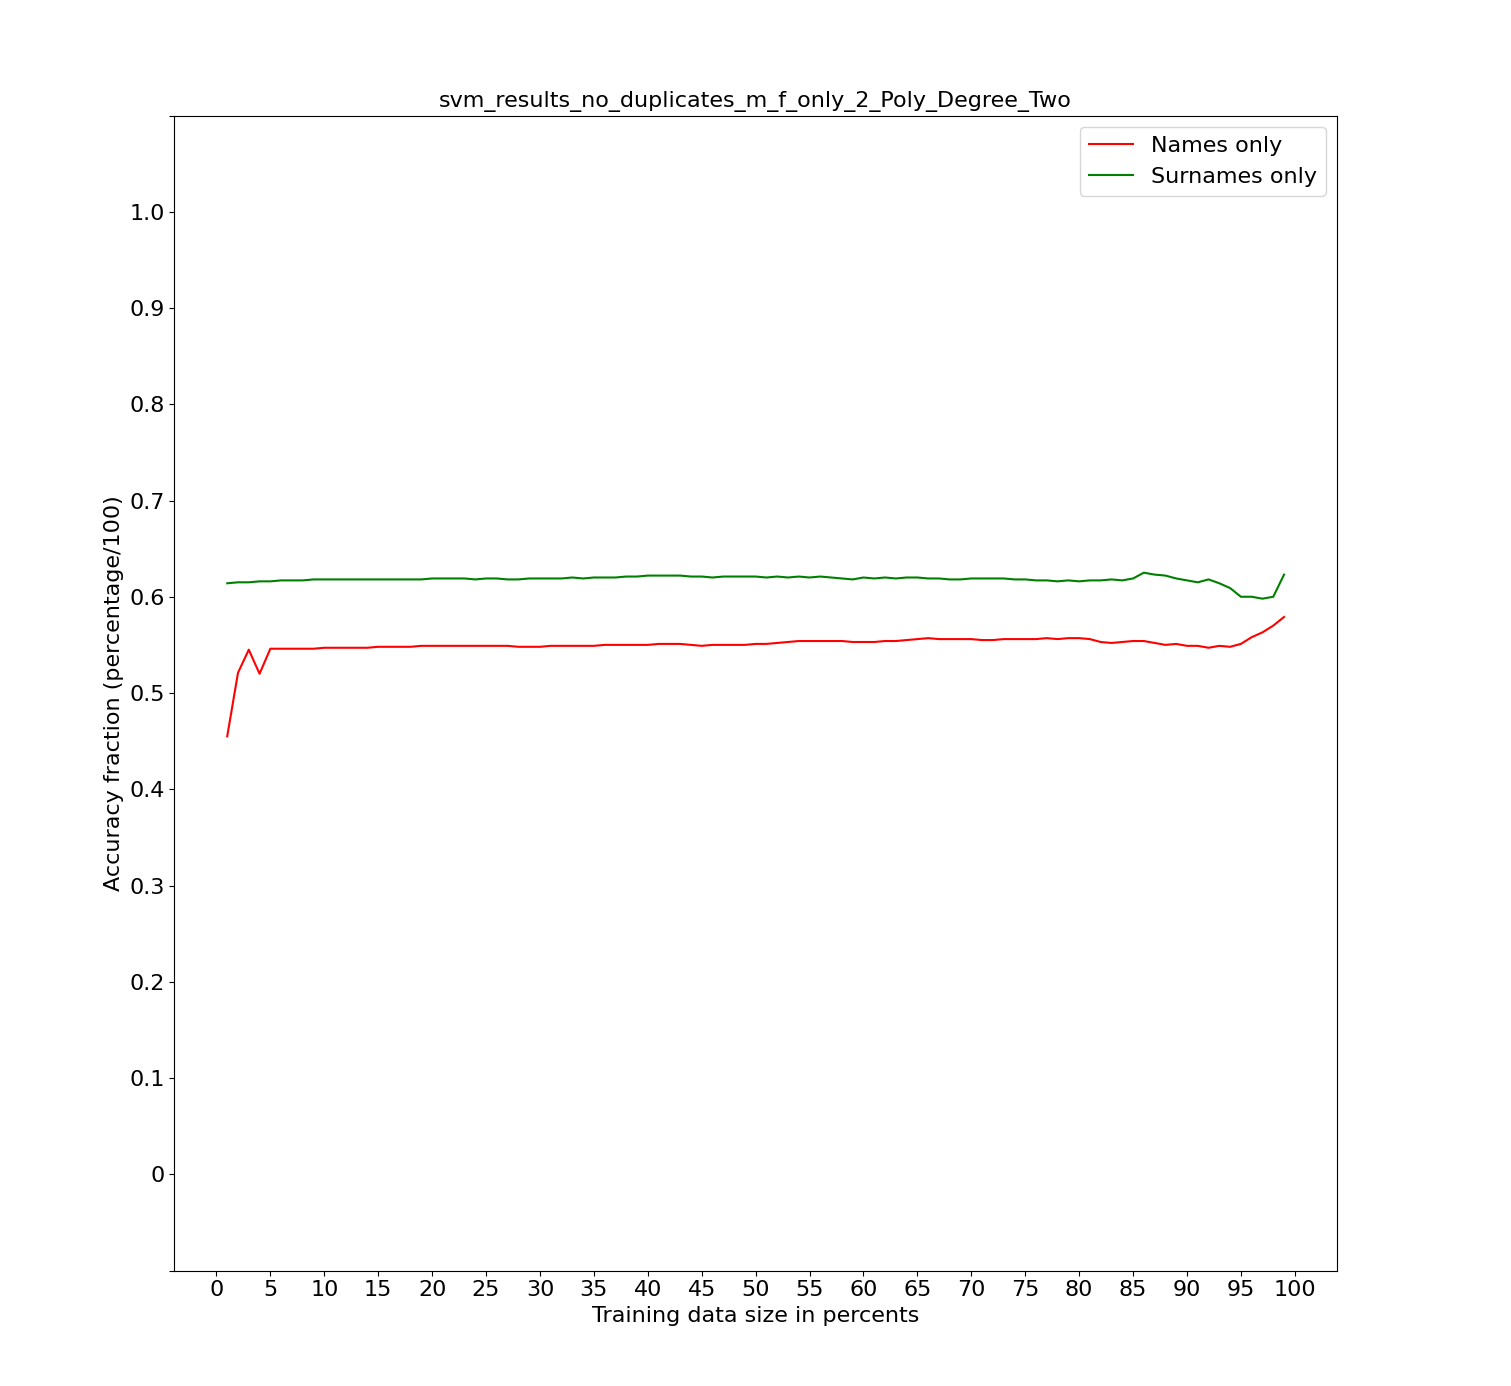 svm_results_no_duplicates_m_f_only_2_Poly_Degree_Two
Names only
Surnames only
1.0
0.9
0.8
0.7
0.6
0.5
0.4
0.3
0.2
0.1
0
Accuracy fraction (percentage/100)
0 5 10 15 20 25 30 35 40 45 50 55 60 65 70 75 80 85 90 95 100
Training data size in percents